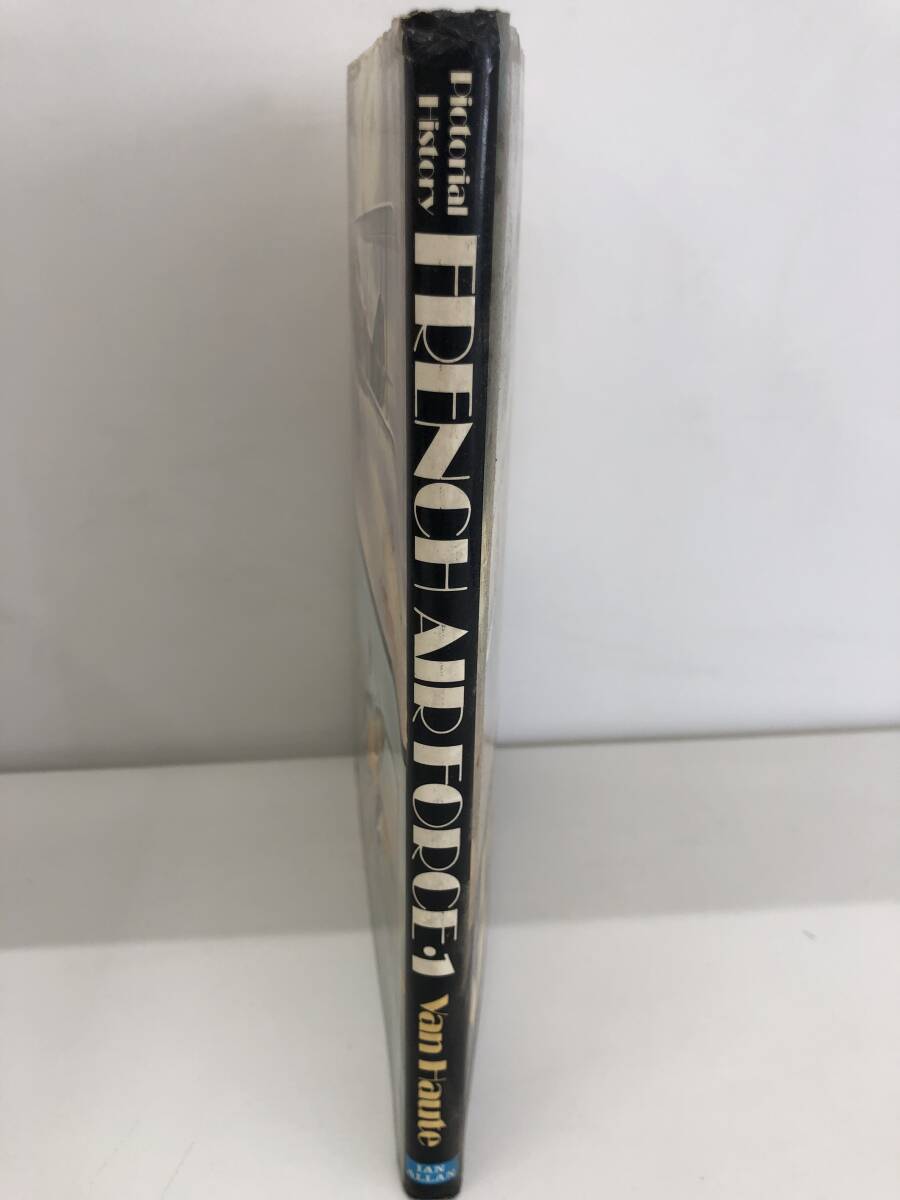 Pictorial
History
FRENCH AIR FORCE·1
Van Haute
IAN
ALLAN